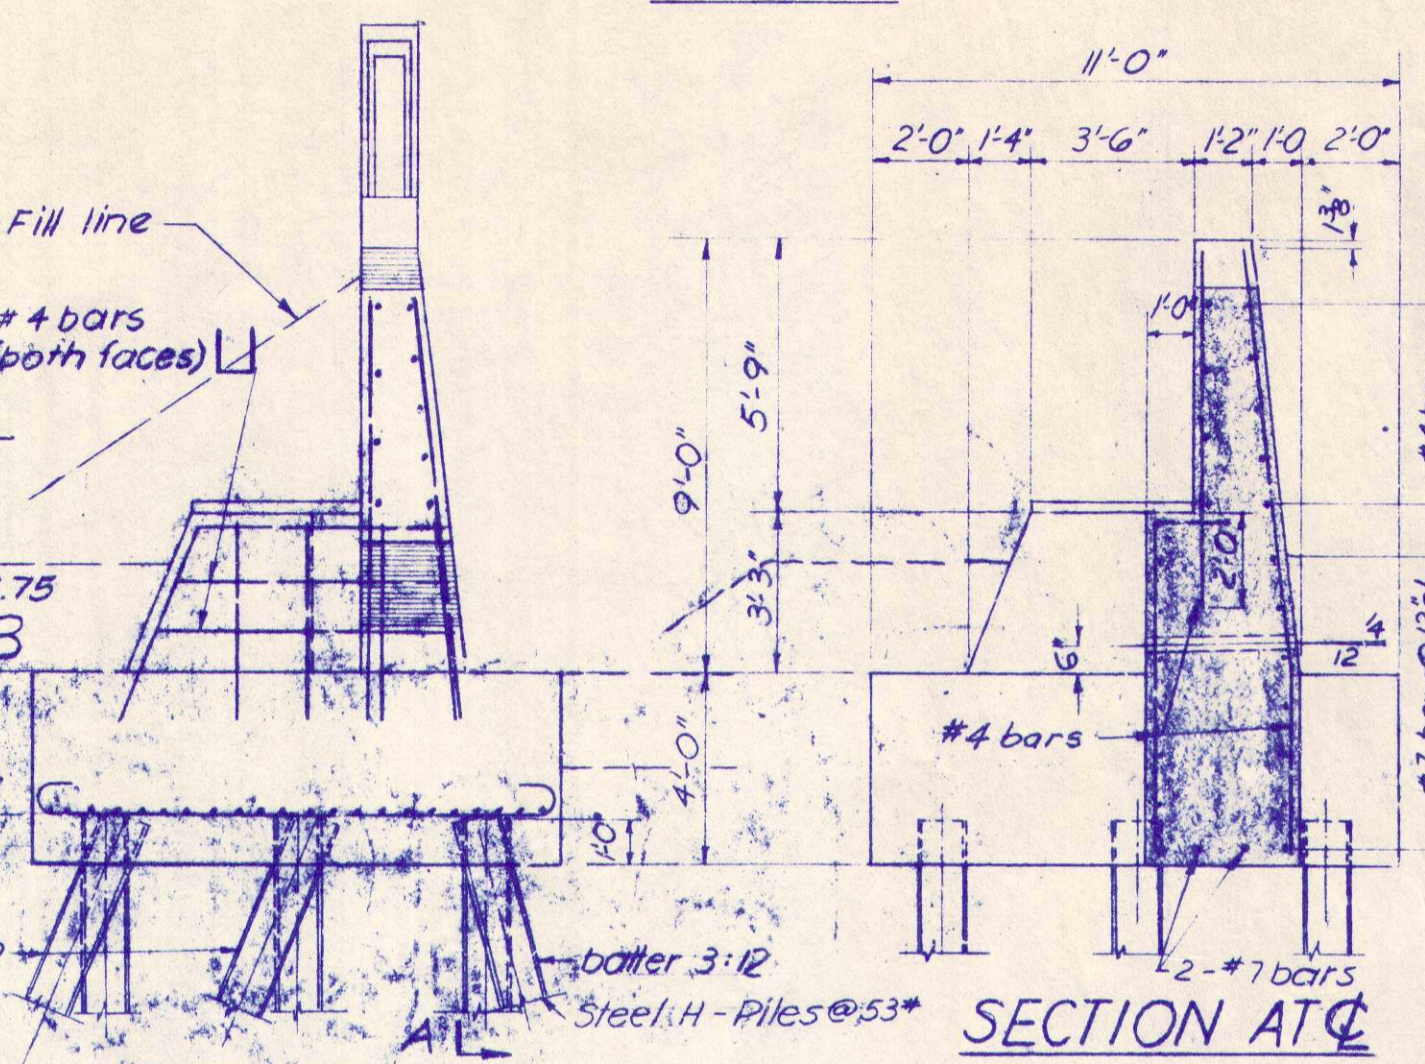 Fill line
#4 bars
(both faces)
.75
batter 3:12
Steel H-Piles @ 53#
A
11'-0"
2'-0" 1'-4" 3'-6" 1'-2" 1'-0 2'-0"
1'-0"
9'-0"
5'-9"
3'-3"
4'-0"
1'-0"
2'-0"
6"
1/4
12
#4 bars
2-#7 bars
SECTION AT ℄